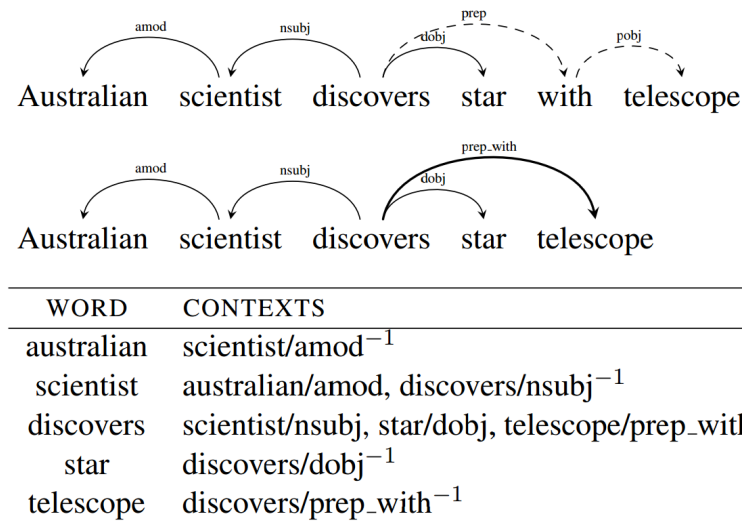 amod nsubj prep dobj pobj
Australian scientist discovers star with telescope
prep_with
amod nsubj dobj
Australian scientist discovers star telescope
WORD CONTEXTS
australian scientist/amod⁻¹
scientist australian/amod, discovers/nsubj⁻¹
discovers scientist/nsubj, star/dobj, telescope/prep_with
star discovers/dobj⁻¹
telescope discovers/prep_with⁻¹